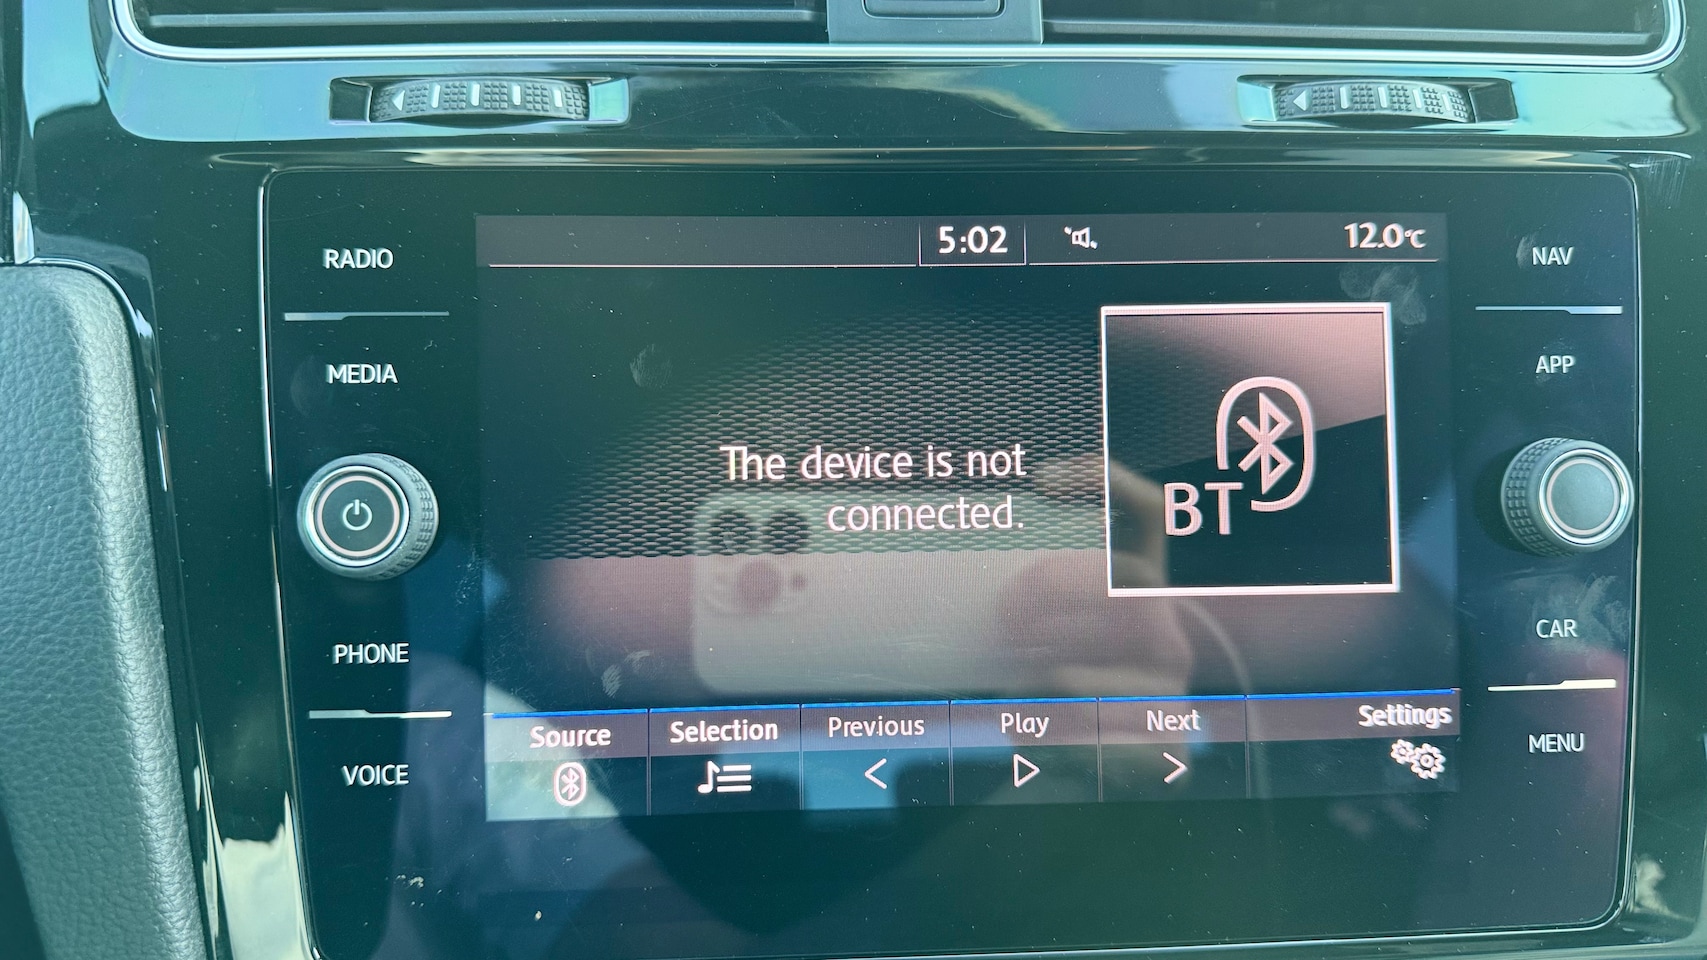 5:02
12.0°C
RADIO
MEDIA
PHONE
VOICE
The device is not
connected.
BT
Source
Selection
Previous
Play
Next
Settings
NAV
APP
CAR
MENU